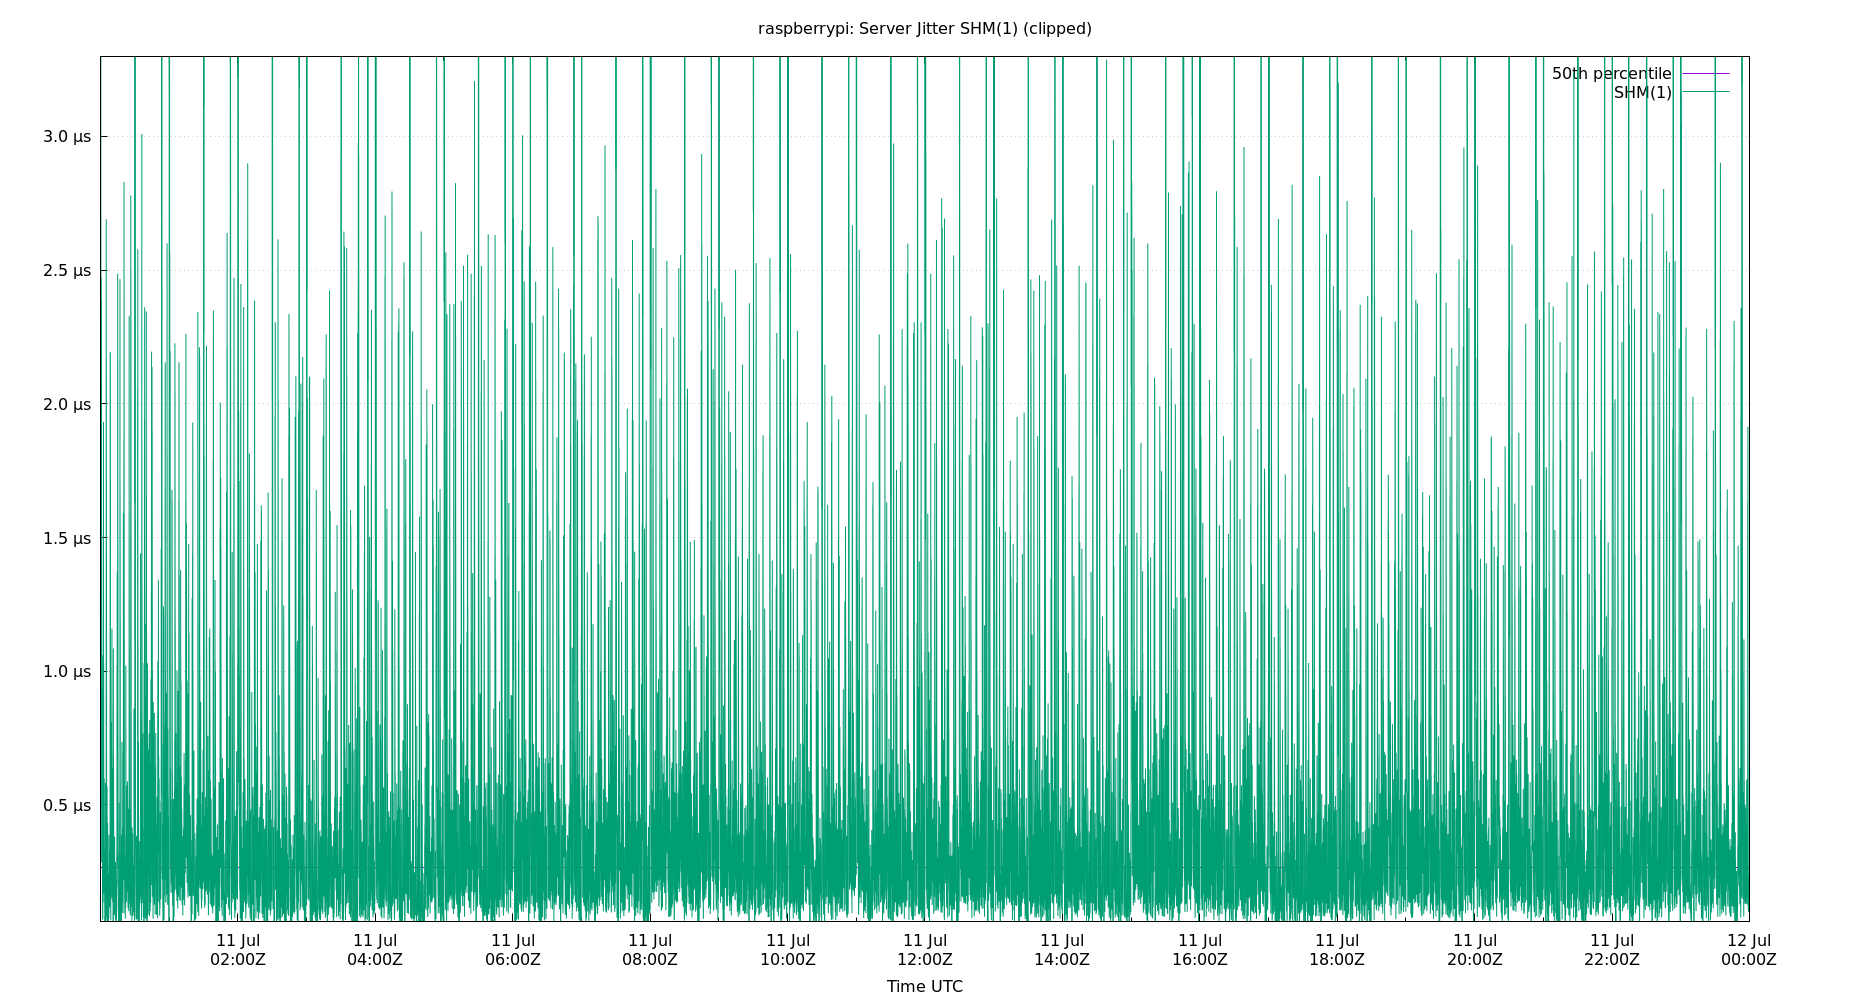 raspberrypi: Server Jitter SHM(1) (clipped)
50th percentile
SHM(1)
3.0 µs
2.5 µs
2.0 µs
1.5 µs
1.0 µs
0.5 µs
11 Jul 11 Jul 11 Jul 11 Jul 11 Jul 11 Jul 11 Jul 11 Jul 11 Jul 11 Jul 11 Jul 12 Jul
02:00Z 04:00Z 06:00Z 08:00Z 10:00Z 12:00Z 14:00Z 16:00Z 18:00Z 20:00Z 22:00Z 00:00Z
Time UTC